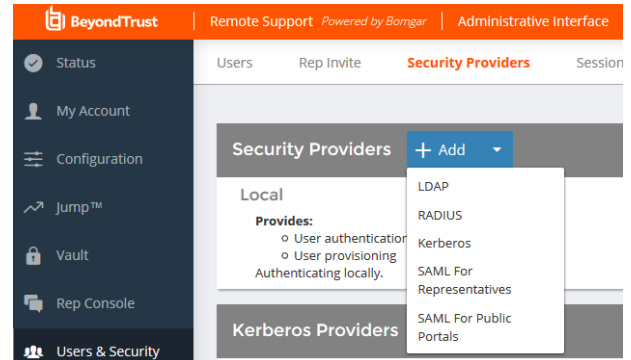 BeyondTrust
Remote Support Powered by Bomgar
Administrative Interface
Status
My Account
Configuration
Jump™
Vault
Rep Console
Users & Security
Users
Rep Invite
Security Providers
Session
Security Providers
+ Add
LDAP
RADIUS
Kerberos
SAML For
Representatives
SAML For Public
Portals
Local
Provides:
User authentication
User provisioning
Authenticating locally.
Kerberos Providers